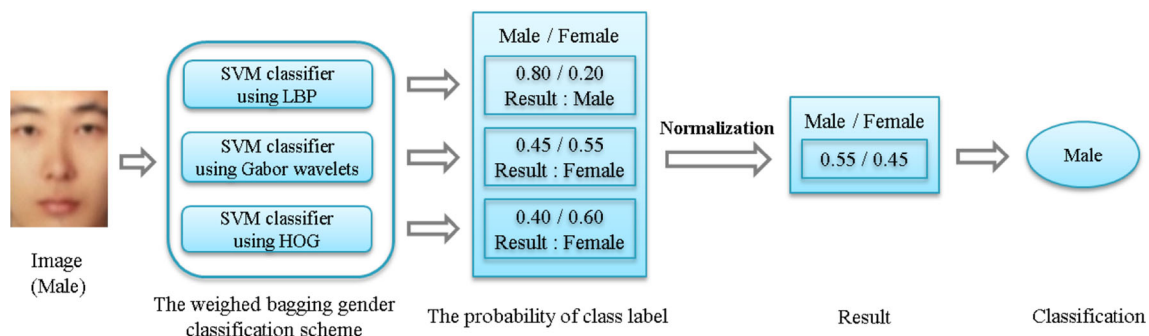 Image
(Male)
SVM classifier
using LBP
SVM classifier
using Gabor wavelets
SVM classifier
using HOG
The weighed bagging gender
classification scheme
Male / Female
0.80 / 0.20
Result : Male
0.45 / 0.55
Result : Female
0.40 / 0.60
Result : Female
The probability of class label
Normalization
Male / Female
0.55 / 0.45
Result
Male
Classification